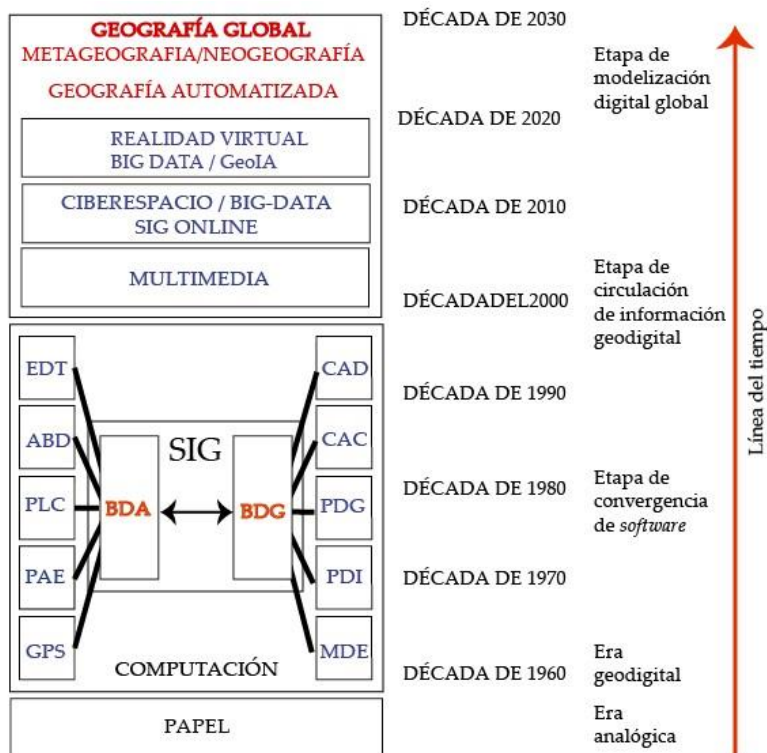 GEOGRAFÍA GLOBAL
METAGEOGRAFIA/NEOGEOGRAFÍA
GEOGRAFÍA AUTOMATIZADA
REALIDAD VIRTUAL
BIG DATA / GeoIA
CIBERESPACIO / BIG-DATA
SIG ONLINE
MULTIMEDIA
EDT
ABD
PLC
PAE
GPS
SIG
BDA
BDG
CAD
CAC
PDG
PDI
MDE
COMPUTACIÓN
PAPEL
DÉCADA DE 2030
DÉCADA DE 2020
DÉCADA DE 2010
DÉCADADEL2000
DÉCADA DE 1990
DÉCADA DE 1980
DÉCADA DE 1970
DÉCADA DE 1960
Etapa de
modelización
digital global
Etapa de
circulación
de información
geodigital
Etapa de
convergencia
de software
Era
geodigital
Era
analógica
Línea del tiempo